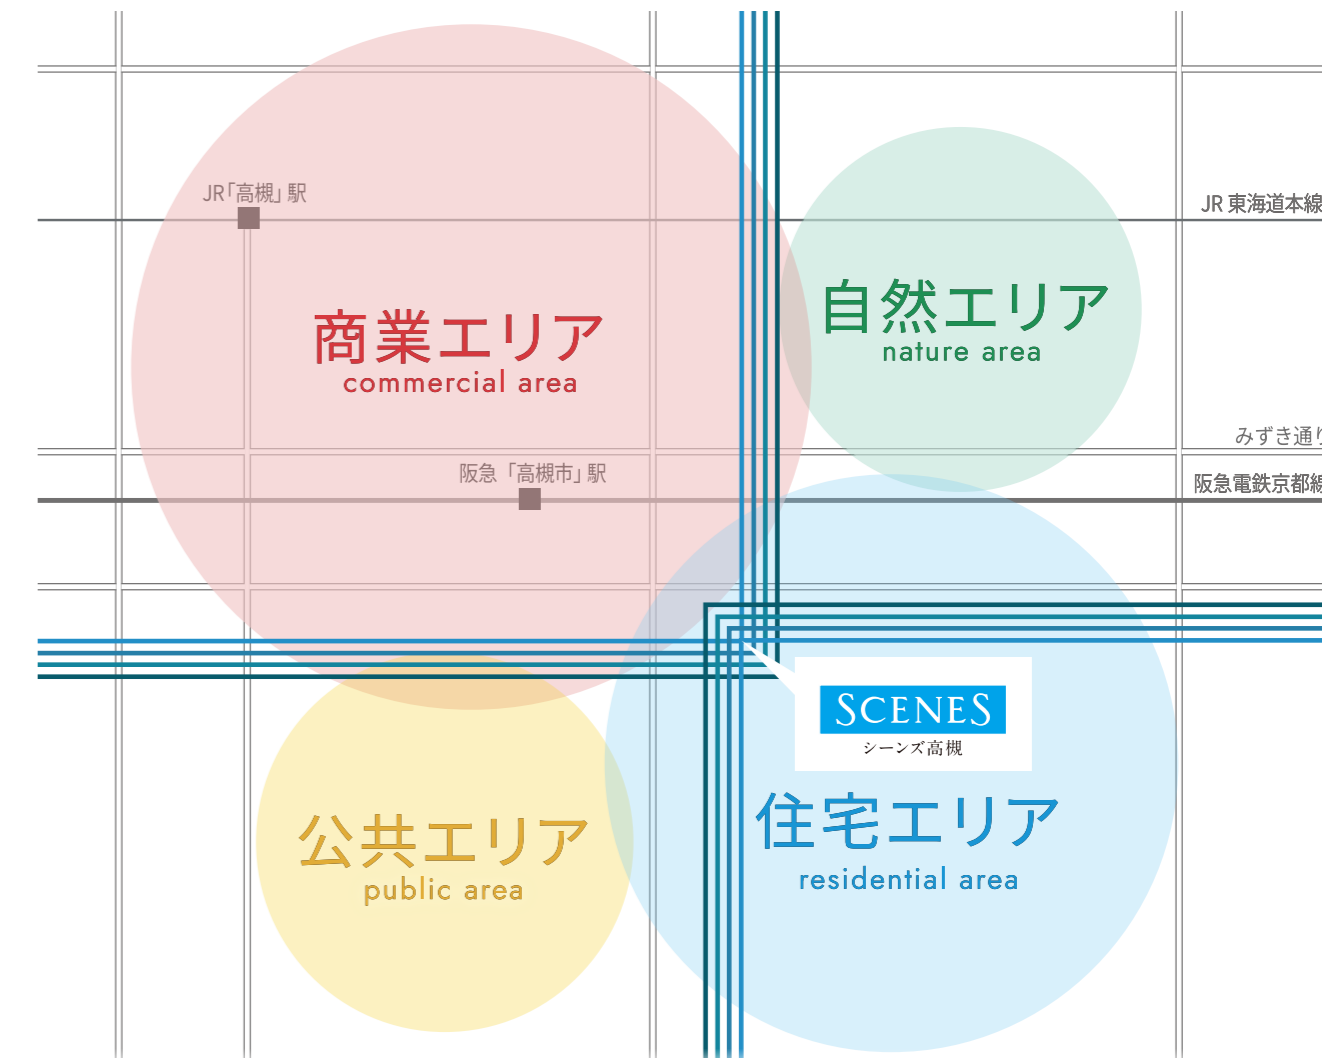 JR「高槻」駅
JR 東海道本線
自然エリア
nature area
商業エリア
commercial area
みずき通り
阪急「高槻市」駅
阪急電鉄京都線
SCENES
シーンズ高槻
住宅エリア
residential area
公共エリア
public area